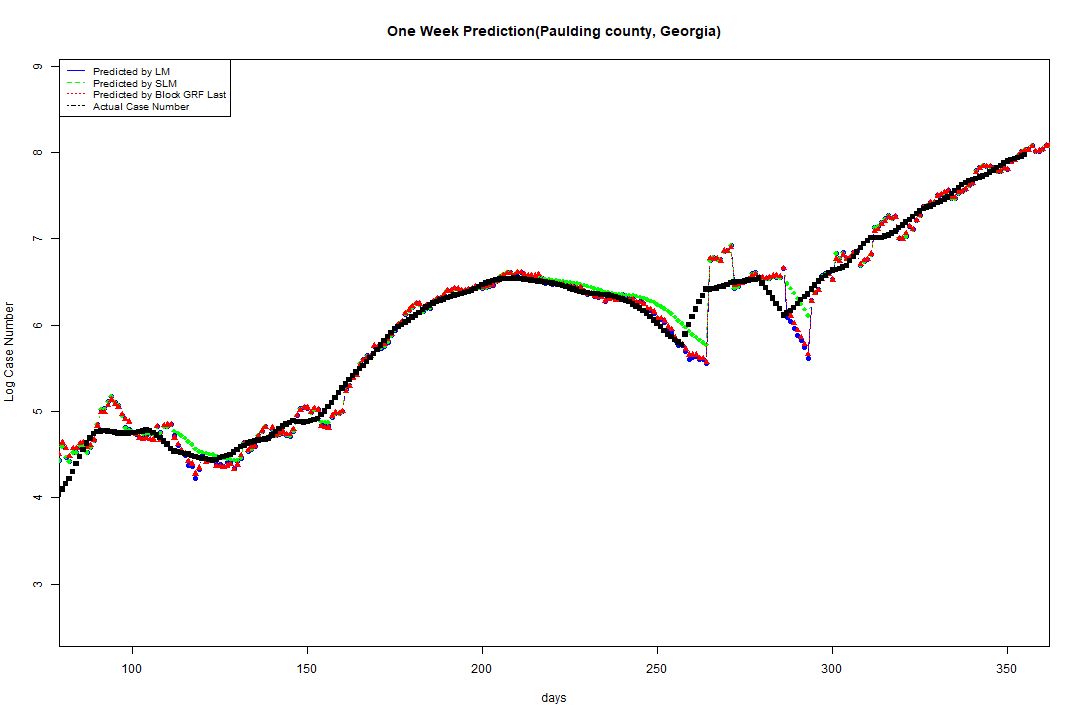 One Week Prediction(Paulding county, Georgia)
Predicted by LM
Predicted by SLM
Predicted by Block GRF Last
Actual Case Number
9
8
7
6
5
4
3
Log Case Number
100 150 200 250 300 350
days